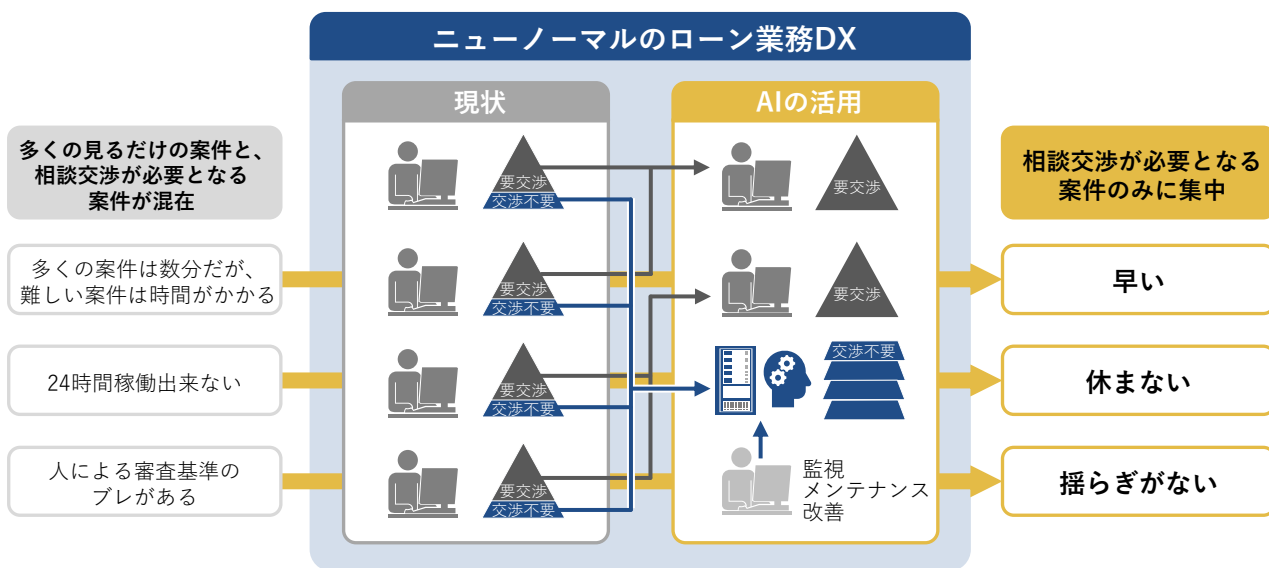 ニューノーマルのローン業務DX
多くの見るだけの案件と、
相談交渉が必要となる
案件が混在
多くの案件は数分だが、
難しい案件は時間がかかる
24時間稼働出来ない
人による審査基準の
ブレがある
現状
要交渉
交渉不要
要交渉
交渉不要
要交渉
交渉不要
要交渉
交渉不要
AIの活用
要交渉
要交渉
交渉不要
監視
メンテナンス
改善
相談交渉が必要となる
案件のみに集中
早い
休まない
揺らぎがない